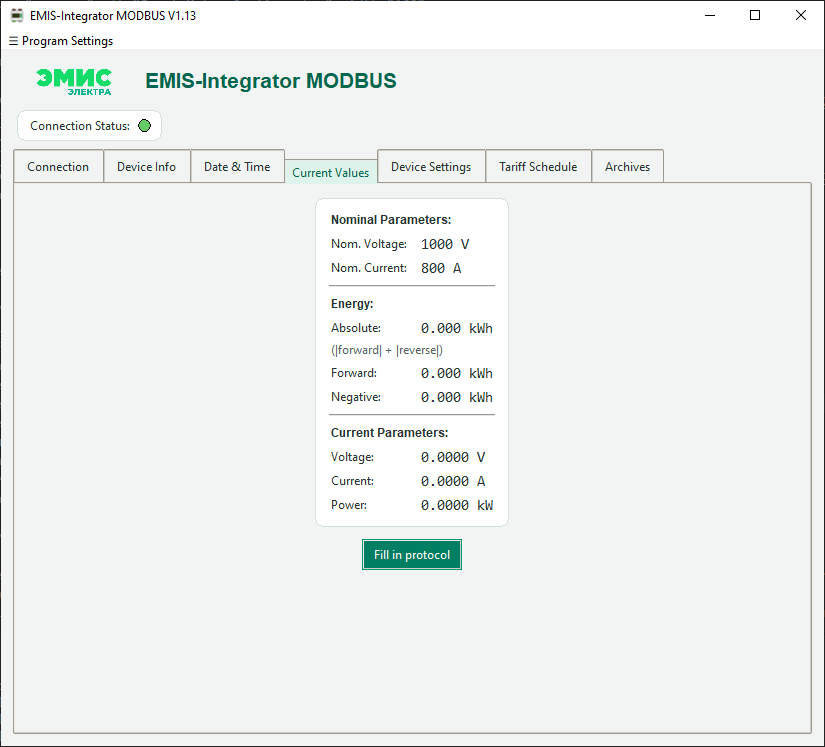 EMIS-Integrator MODBUS V1.13
☰ Program Settings
ЭМИС
ЭЛЕКТРА
EMIS-Integrator MODBUS
Connection Status:
Connection Device Info Date & Time Current Values Device Settings Tariff Schedule Archives
Nominal Parameters:
Nom. Voltage: 1000 V
Nom. Current: 800 A
Energy:
Absolute: 0.000 kWh
(|forward| + |reverse|)
Forward: 0.000 kWh
Negative: 0.000 kWh
Current Parameters:
Voltage: 0.0000 V
Current: 0.0000 A
Power: 0.0000 kW
Fill in protocol